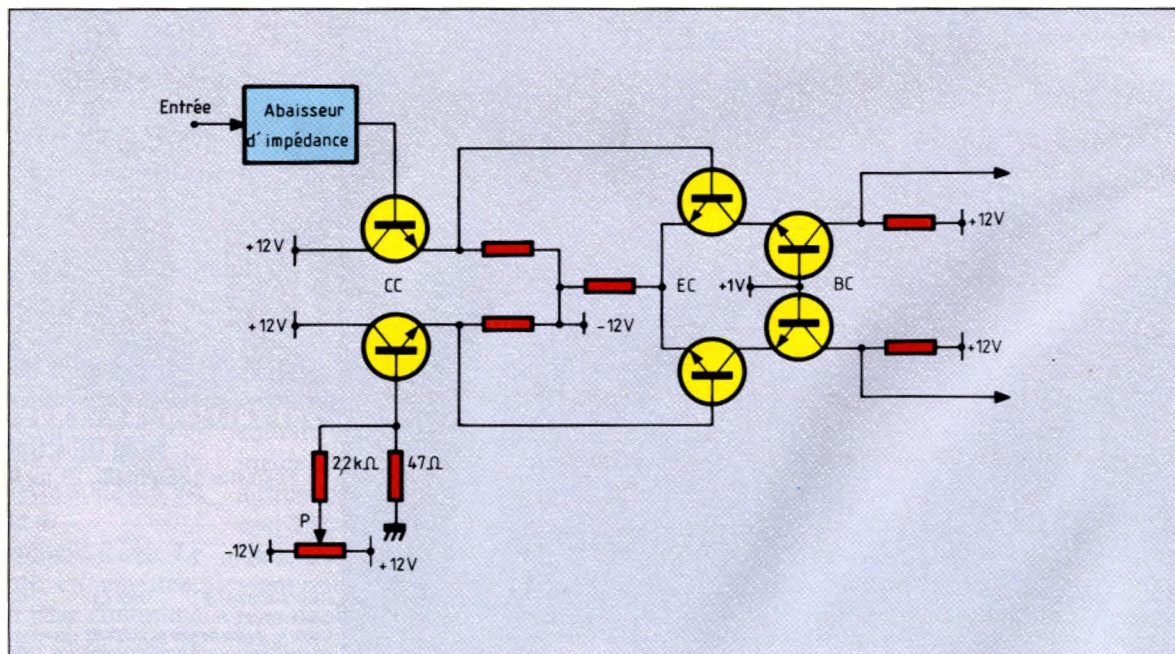 Entrée
Abaisseur
d'impédance
+12V
+12V
CC
EC
+1V
BC
+12V
-12V
+12V
2,2kΩ
47Ω
P
-12V
+12V